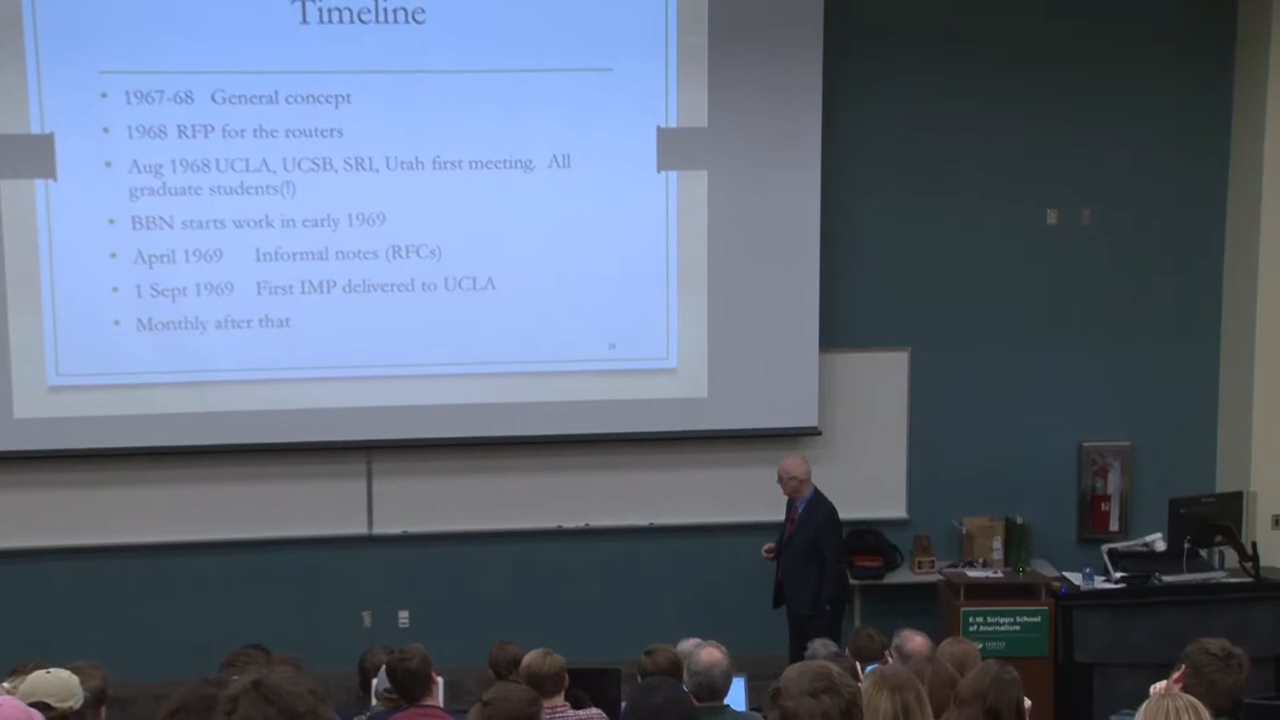 Timeline
• 1967-68 General concept
• 1968 RFP for the routers
• Aug 1968 UCLA, UCSB, SRI, Utah first meeting. All
graduate students(!)
• BBN starts work in early 1969
• April 1969 Informal notes (RFCs)
• 1 Sept 1969 First IMP delivered to UCLA
• Monthly after that
E.W. Scripps School
of Journalism